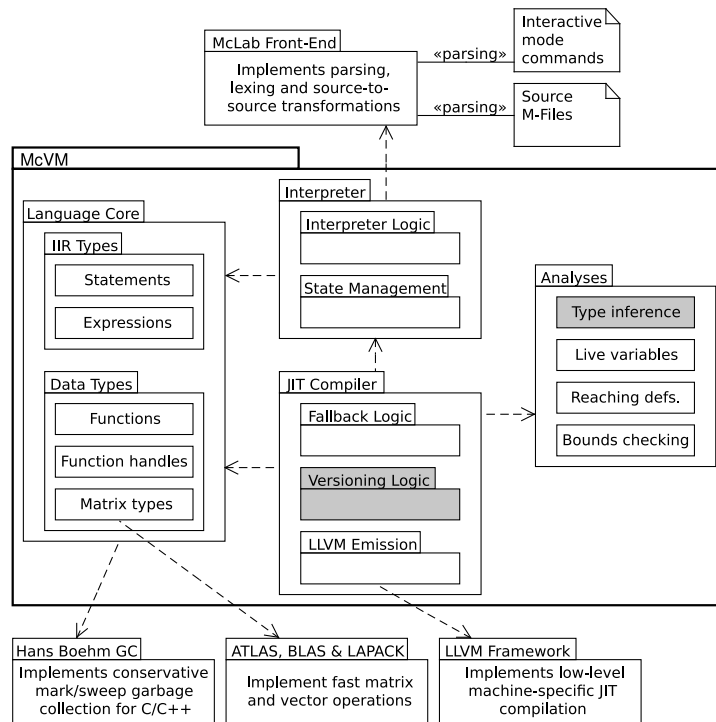 McLab Front-End
Implements parsing,
lexing and source-to-
source transformations
«parsing»
Interactive
mode
commands
«parsing»
Source
M-Files
McVM
Language Core
IIR Types
Statements
Expressions
Data Types
Functions
Function handles
Matrix types
Interpreter
Interpreter Logic
State Management
JIT Compiler
Fallback Logic
Versioning Logic
LLVM Emission
Analyses
Type inference
Live variables
Reaching defs.
Bounds checking
Hans Boehm GC
Implements conservative
mark/sweep garbage
collection for C/C++
ATLAS, BLAS & LAPACK
Implement fast matrix
and vector operations
LLVM Framework
Implements low-level
machine-specific JIT
compilation